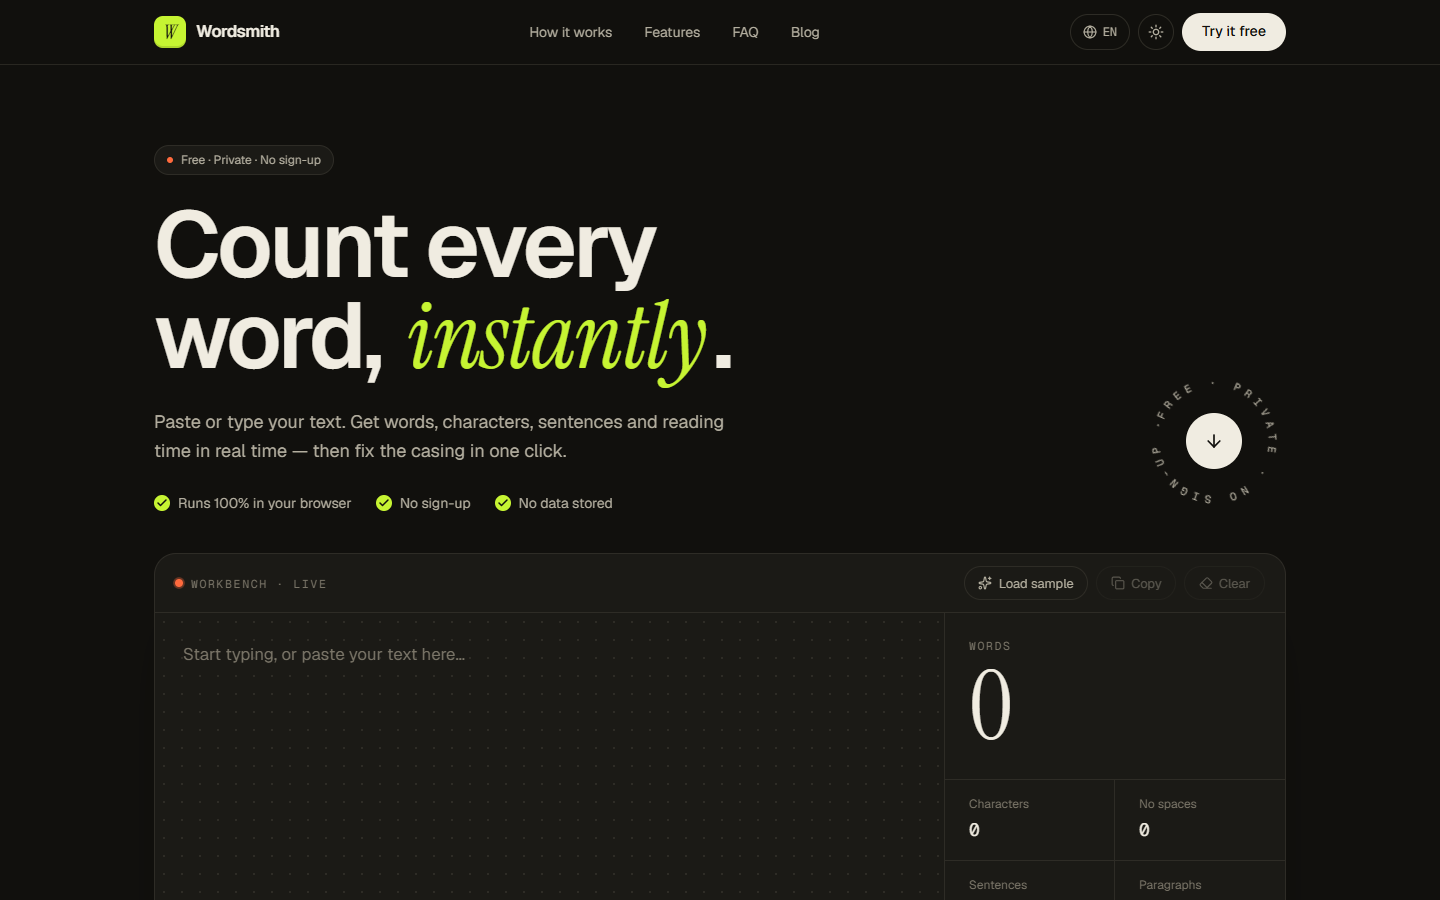 W Wordsmith
How it works Features FAQ Blog
EN Try it free
Free · Private · No sign-up
Count every
word, instantly.
Paste or type your text. Get words, characters, sentences and reading
time in real time — then fix the casing in one click.
Runs 100% in your browser No sign-up No data stored
· FREE · PRIVATE · NO SIGN-UP
WORKBENCH · LIVE
Load sample Copy Clear
Start typing, or paste your text here...
WORDS
0
Characters No spaces
0 0
Sentences Paragraphs